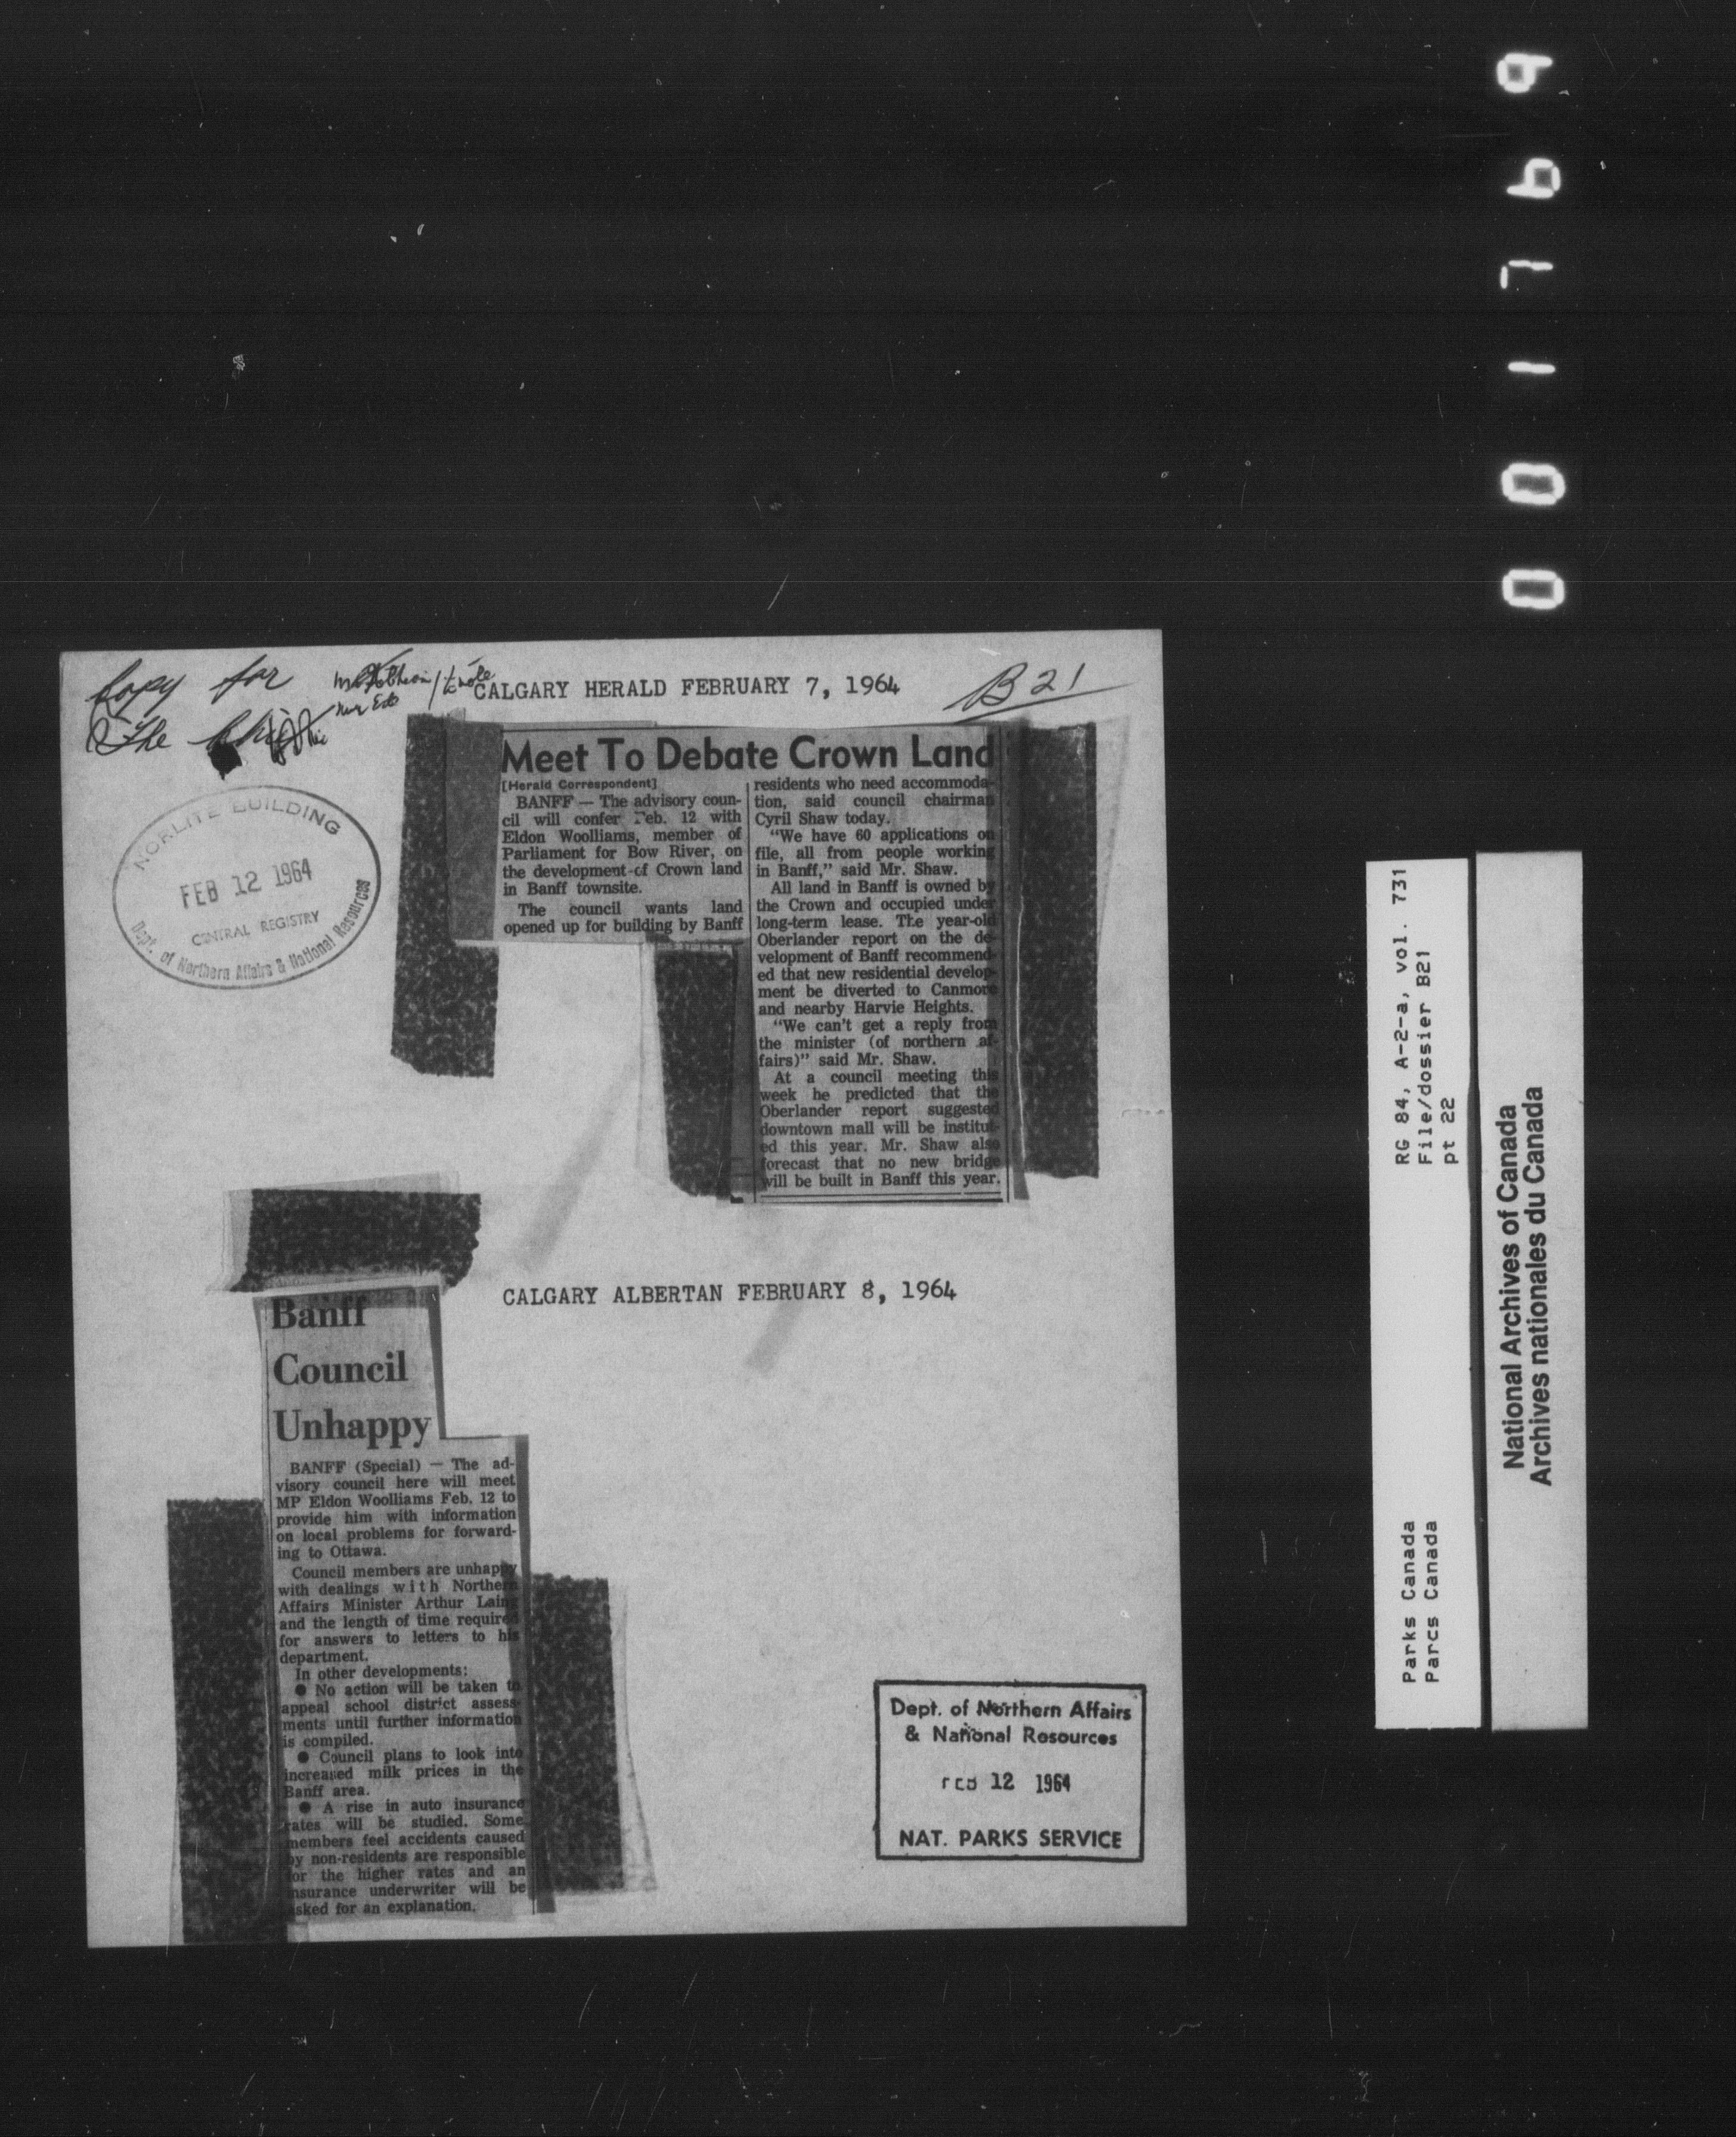 Copy for
The
CALGARY HERALD FEBRUARY 7, 1964
B21
NORLITE BUILDING
FEB 12 1964
CENTRAL REGISTRY
Dept. of Northern Affairs & National Resources
Meet To Debate Crown Land
[Herald Correspondent]
BANFF — The advisory coun-
cil will confer Feb. 12 with
Eldon Woolliams, member of
Parliament for Bow River, on
the development of Crown land
in Banff townsite.
The council wants land
opened up for building by Banff
residents who need accommoda-
tion, said council chairman
Cyril Shaw today.
"We have 60 applications on
file, all from people working
in Banff," said Mr. Shaw.
All land in Banff is owned by
the Crown and occupied under
long-term lease. The year-old
Oberlander report on the de-
velopment of Banff recommend-
ed that new residential develop-
ment be diverted to Canmore
and nearby Harvie Heights.
"We can't get a reply from
the minister (of northern af-
fairs)" said Mr. Shaw.
At a council meeting this
week he predicted that the
Oberlander report suggested
downtown mall will be institut-
ed this year. Mr. Shaw also
forecast that no new bridge
will be built in Banff this year.
CALGARY ALBERTAN FEBRUARY 8, 1964
Banff
Council
Unhappy
BANFF (Special) — The ad-
visory council here will meet
MP Eldon Woolliams Feb. 12 to
provide him with information
on local problems for forward-
ing to Ottawa.
Council members are unhappy
with dealings with Northern
Affairs Minister Arthur Laing
and the length of time required
for answers to letters to his
department.
In other developments:
● No action will be taken to
appeal school district assess-
ments until further information
is compiled.
● Council plans to look into
increased milk prices in the
Banff area.
● A rise in auto insurance
rates will be studied. Some
members feel accidents caused
by non-residents are responsible
for the higher rates and an
insurance underwriter will be
asked for an explanation.
Dept. of Northern Affairs
& National Resources
FEB 12 1964
NAT. PARKS SERVICE
001769
RG 84, A-2-a, vol. 731
File/dossier B21
pt 22
Parks Canada
Parcs Canada
National Archives of Canada
Archives nationales du Canada